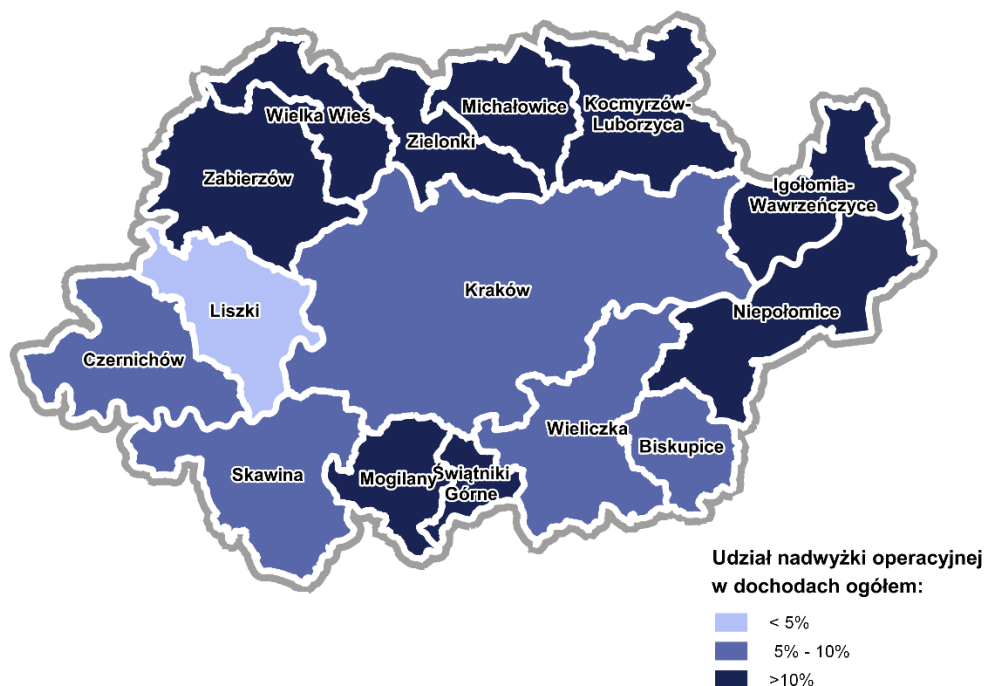 Michałowice
Kocmyrzów-
Luborzyca
Wielka Wieś
Zielonki
Zabierzów
Igołomia-
Wawrzeńczyce
Kraków
Liszki
Niepołomice
Czernichów
Wieliczka
Biskupice
Skawina
Mogilany
Świątniki
Górne
Udział nadwyżki operacyjnej
w dochodach ogółem:
< 5%
5% - 10%
>10%